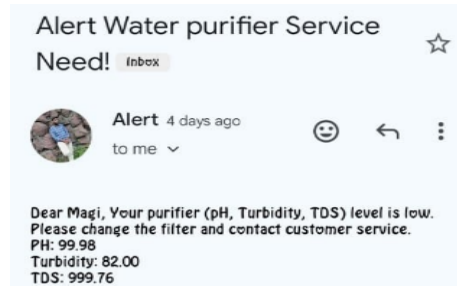 Alert Water purifier Service
Need! Inbox
Alert 4 days ago
to me
Dear Magi, Your purifier (pH, Turbidity, TDS) level is low.
Please change the filter and contact customer service.
PH: 99.98
Turbidity: 82.00
TDS: 999.76